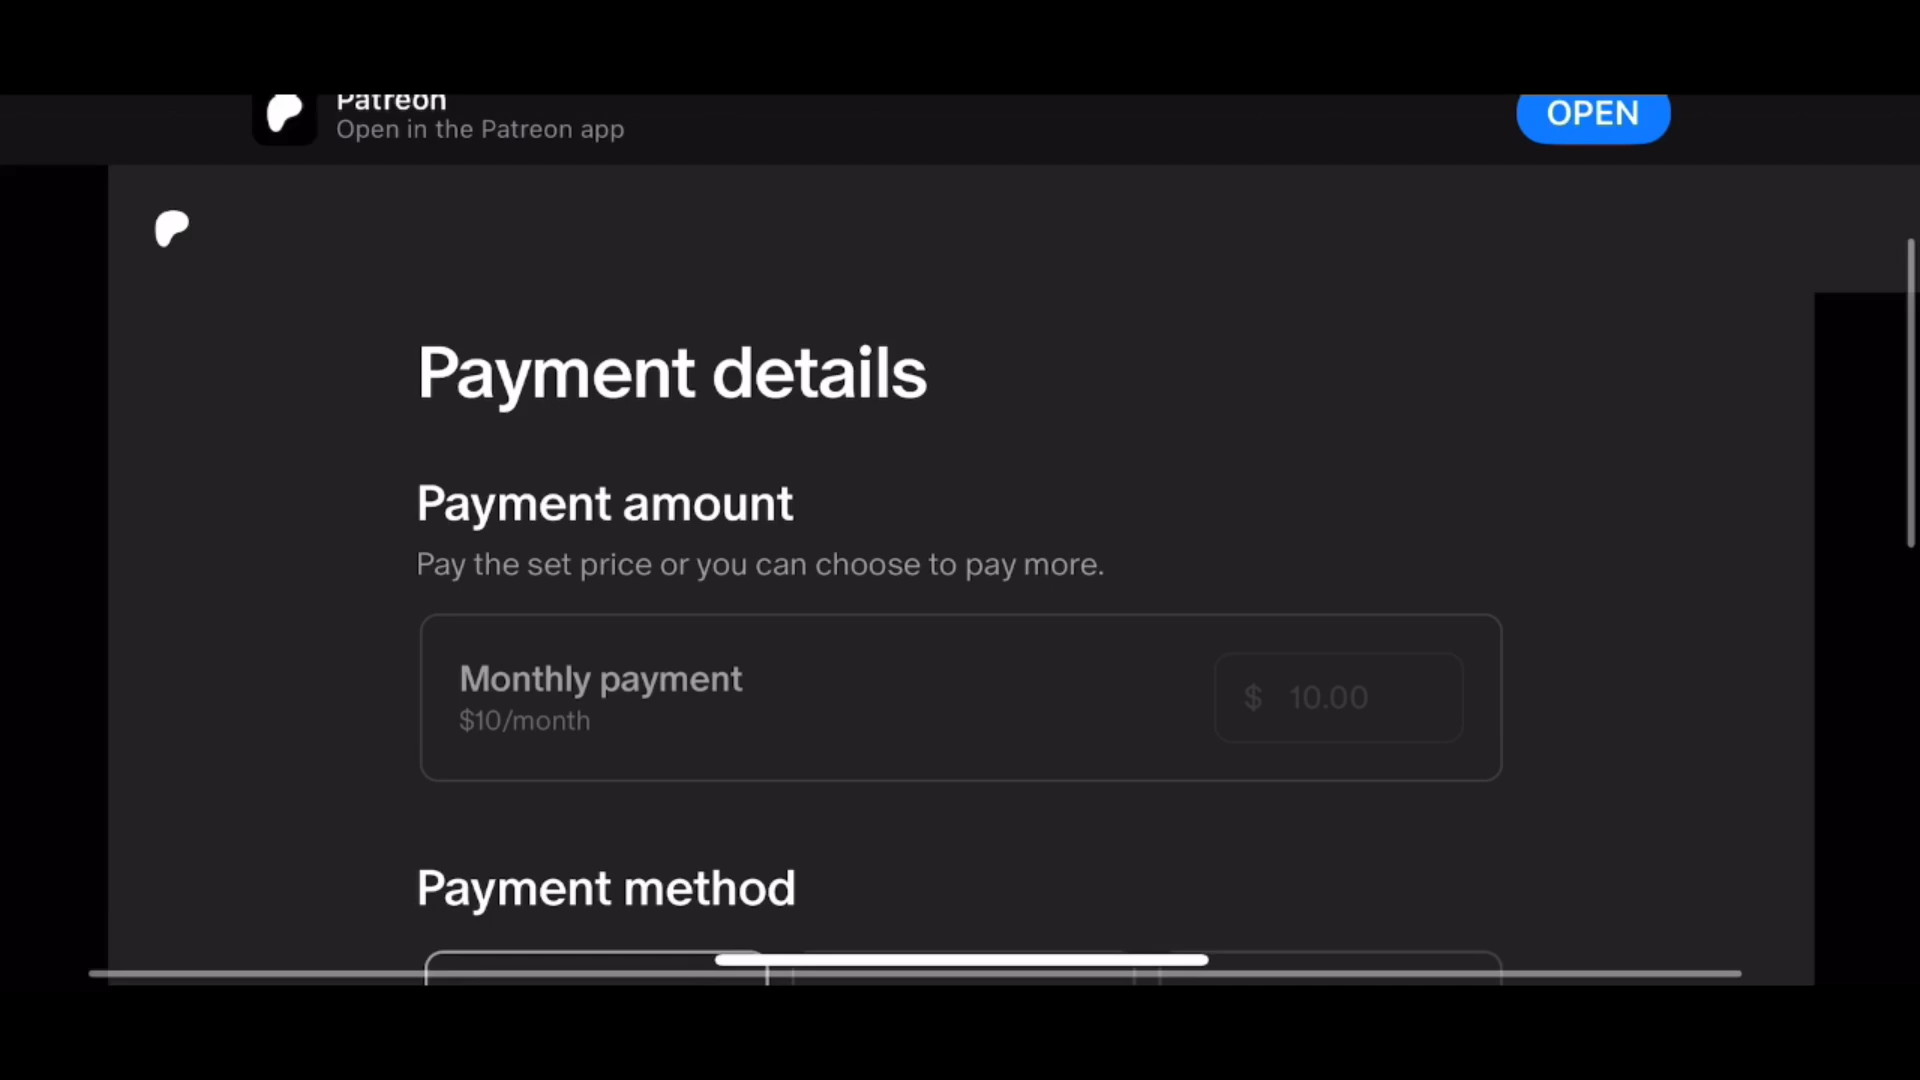 Patreon
Open in the Patreon app
OPEN
Payment details
Payment amount
Pay the set price or you can choose to pay more.
Monthly payment
$10/month
$ 10.00
Payment method